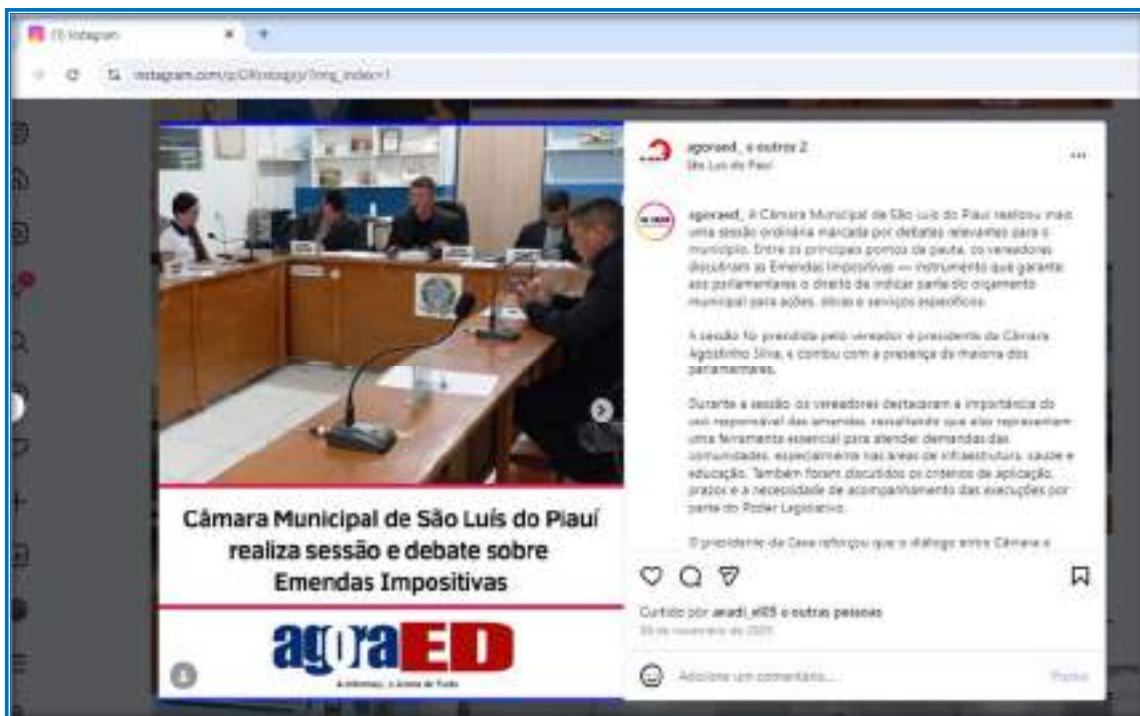 (1) Instagram
agoraed_ e outros 2
São Luís do Piauí
agoraed_ A Câmara Municipal de São Luís do Piauí realizou mais
uma sessão ordinária marcada por debates relevantes para o
município. Entre os principais pontos da pauta, os vereadores
discutiram as Emendas Impositivas — instrumento que garante
aos parlamentares o direito de indicar parte do orçamento
municipal para ações, obras e serviços específicos.
A sessão foi presidida pelo vereador e presidente da Câmara
Agostinho Silva, e contou com a presença da maioria dos
parlamentares.
Durante a sessão, os vereadores destacaram a importância do
uso responsável das emendas, ressaltando que elas representam
uma ferramenta essencial para atender demandas das
comunidades, especialmente nas áreas de infraestrutura, saúde e
educação. Também foram discutidos os critérios de aplicação,
prazos e a necessidade de acompanhamento das execuções por
parte do Poder Legislativo.
O presidente da Casa reforçou que o diálogo entre Câmara e
Câmara Municipal de São Luís do Piauí
realiza sessão e debate sobre
Emendas Impositivas
agoraED
Curtido por e outras pessoas
de novembro de 2025
Adicione um comentário...
Postar